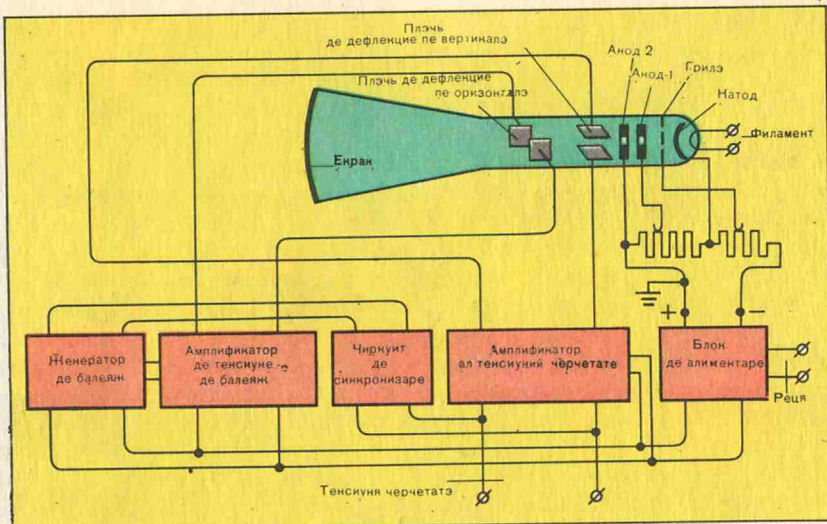 Плэчь
де дефлекцие пе вертикалэ
Анод 2
Анод-1
Грилэ
Катод
Плэчь де дефлекцие
пе оризонталэ
Филамент
Екран
+
−
Женератор
де балеяж
Амплификатор
де тенсиуне
де балеяж
Чиркуит
де
синкронизаре
Амплификатор
ал тенсиуний черчетате
Блок
де алиментаре
Реця
Тенсиуня черчетатэ